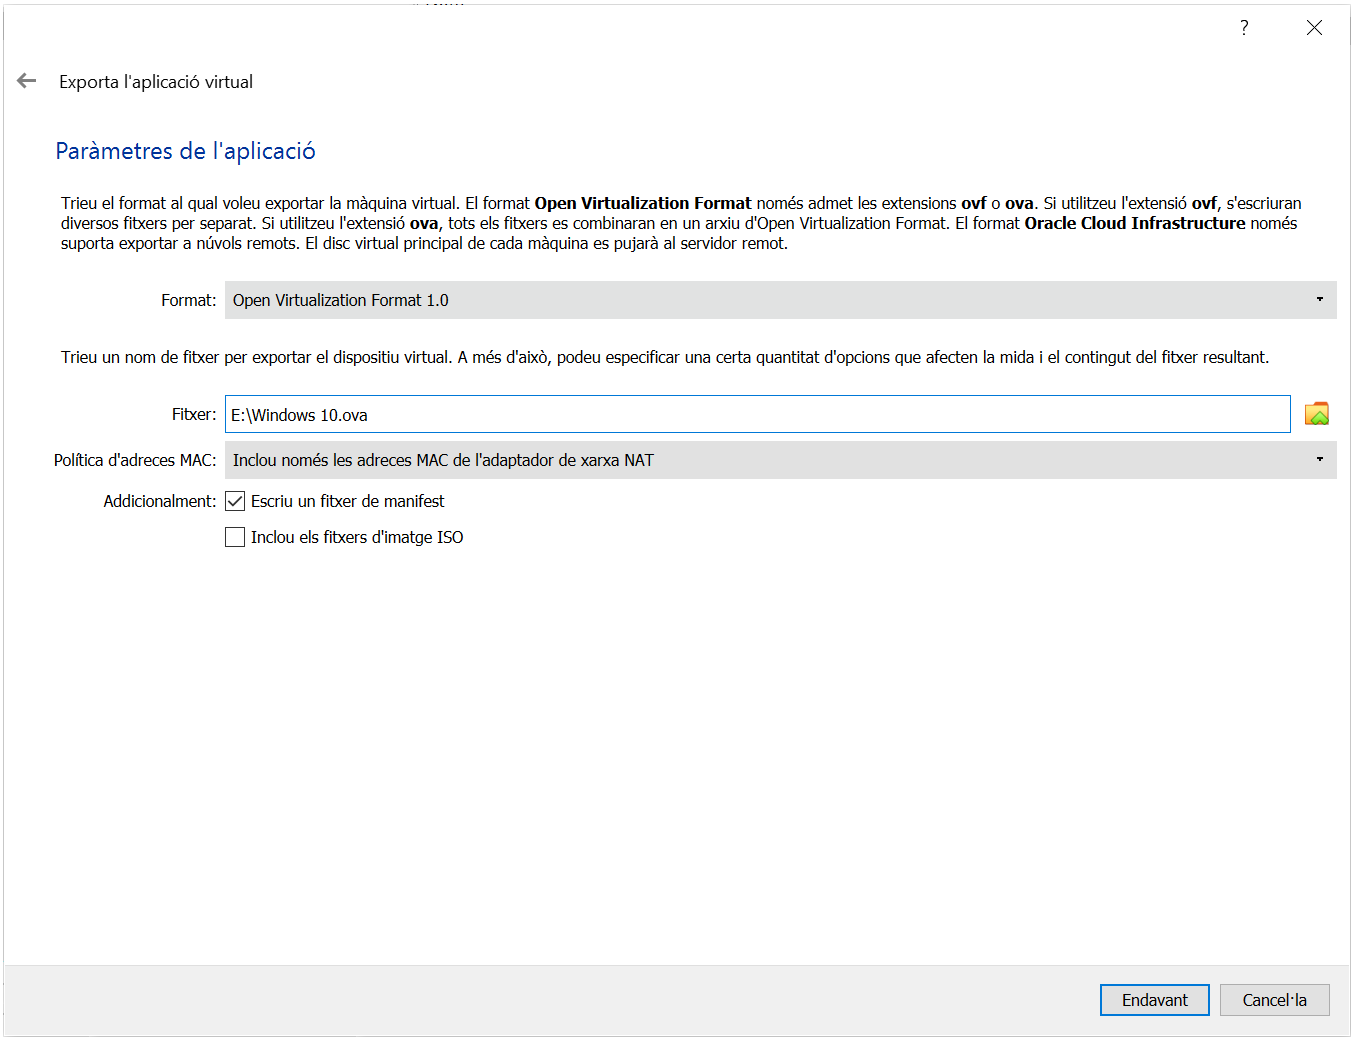 ?
Exporta l'aplicació virtual
Paràmetres de l'aplicació
Trieu el format al qual voleu exportar la màquina virtual. El format Open Virtualization Format només admet les extensions ovf o ova. Si utilitzeu l'extensió ovf, s'escriuran
diversos fitxers per separat. Si utilitzeu l'extensió ova, tots els fitxers es combinaran en un arxiu d'Open Virtualization Format. El format Oracle Cloud Infrastructure només
suporta exportar a núvols remots. El disc virtual principal de cada màquina es pujarà al servidor remot.
Format: Open Virtualization Format 1.0
Trieu un nom de fitxer per exportar el dispositiu virtual. A més d'això, podeu especificar una certa quantitat d'opcions que afecten la mida i el contingut del fitxer resultant.
Fitxer: E:\Windows 10.ova
Política d'adreces MAC: Inclou només les adreces MAC de l'adaptador de xarxa NAT
Addicionalment: Escriu un fitxer de manifest
Inclou els fitxers d'imatge ISO
Endavant Cancel·la